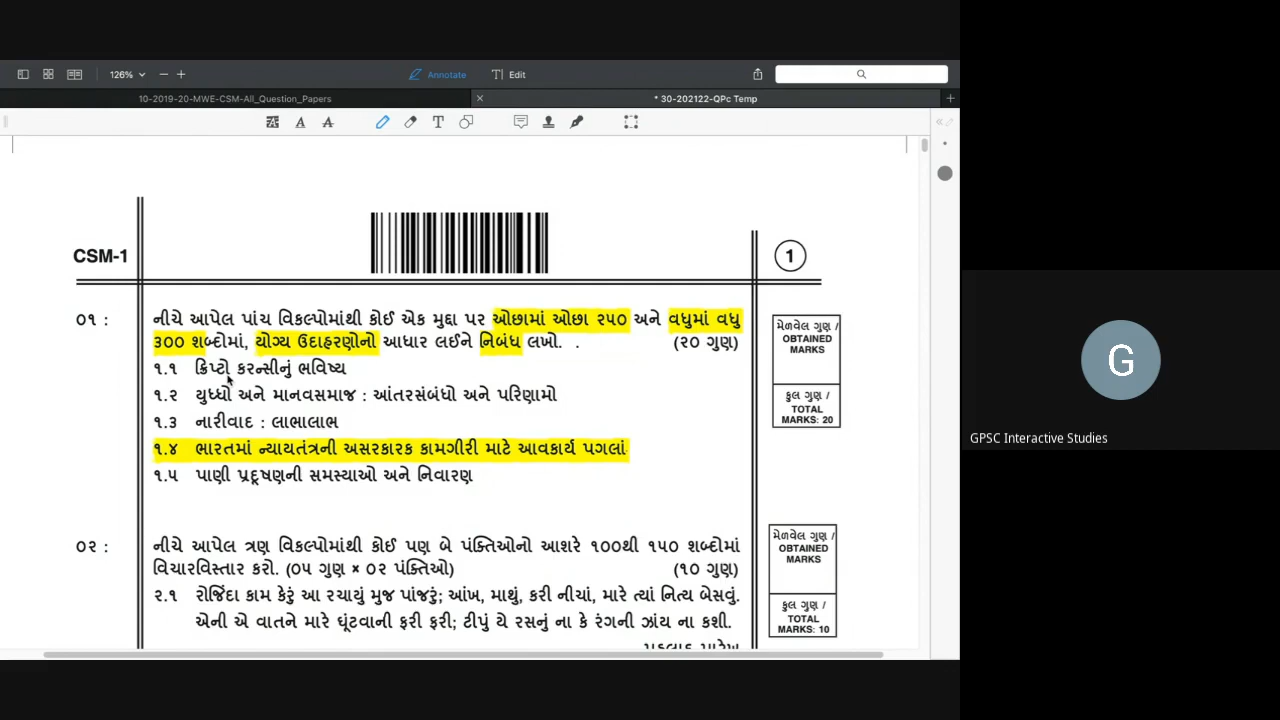 126%
Annotate
Edit
10-2019-20-MWE-CSM-All_Question_Papers
* 30-202122-QPc Temp
CSM-1
1
૦૧ :
નીચે આપેલ પાંચ વિકલ્પોમાંથી કોઈ એક મુદ્દા પર ઓછામાં ઓછા ૨૫૦ અને વધુમાં વધુ
૩૦૦ શબ્દોમાં, યોગ્ય ઉદાહરણોનો આધાર લઈને નિબંધ લખો. . (૨૦ ગુણ)
૧.૧ ક્રિપ્ટો કરન્સીનું ભવિષ્ય
૧.૨ યુધ્ધો અને માનવસમાજ : આંતરસંબંધો અને પરિણામો
૧.૩ નારીવાદ : લાભાલાભ
૧.૪ ભારતમાં ન્યાયતંત્રની અસરકારક કામગીરી માટે આવકાર્ય પગલાં
૧.૫ પાણી પ્રદૂષણની સમસ્યાઓ અને નિવારણ
મેળવેલ ગુણ /
OBTAINED
MARKS
કુલ ગુણ /
TOTAL
MARKS: 20
૦૨ :
નીચે આપેલ ત્રણ વિકલ્પોમાંથી કોઈ પણ બે પંક્તિઓનો આશરે ૧૦૦થી ૧૫૦ શબ્દોમાં
વિચારવિસ્તાર કરો. (૦૫ ગુણ × ૦૨ પંક્તિઓ) (૧૦ ગુણ)
૨.૧ રોજિંદા કામ કેરું આ રચાયું મુજ પાંજરું; આંખ, માથું, કરી નીચાં, મારે ત્યાં નિત્ય બેસવું.
એની એ વાતને મારે ઘૂંટવાની ફરી ફરી; ટીપું યે રસનું ના કે રંગની ઝાંય ના કશી.
મેળવેલ ગુણ /
OBTAINED
MARKS
કુલ ગુણ /
TOTAL
MARKS: 10
G
GPSC Interactive Studies